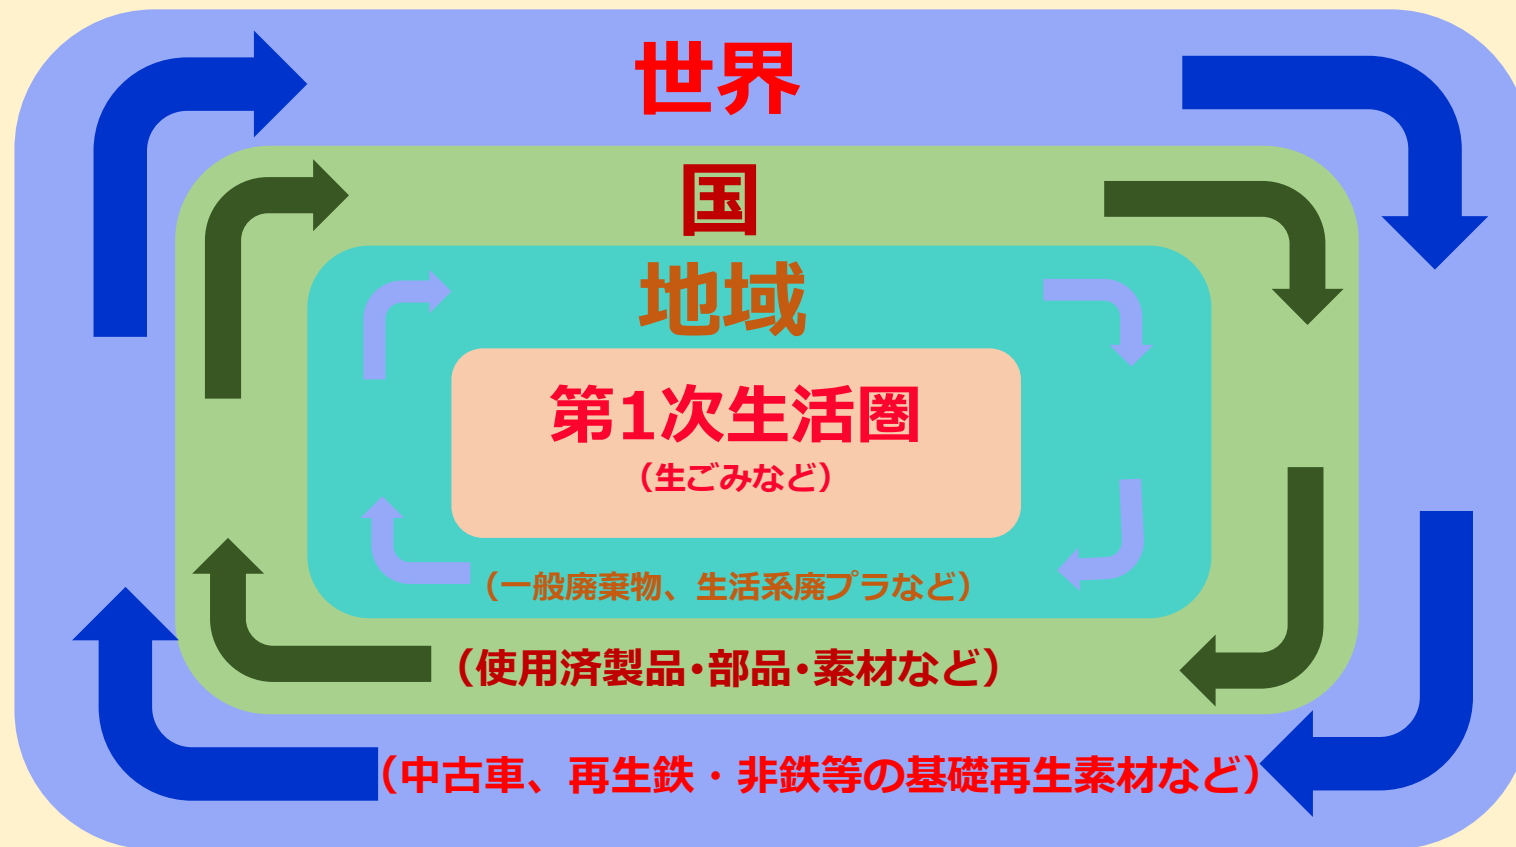 世界
国
地域
第1次生活圏
（生ごみなど）
（一般廃棄物、生活系廃プラなど）
（使用済製品・部品・素材など）
（中古車、再生鉄・非鉄等の基礎再生素材など）